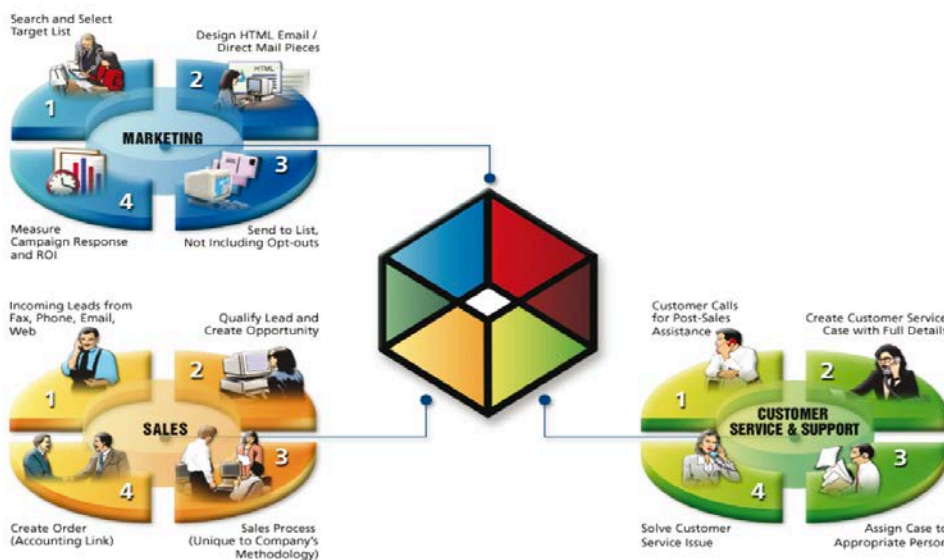 Search and Select
Target List
1
Design HTML Email /
Direct Mail Pieces
2
HTML
MARKETING
3
Send to List,
Not Including Opt-outs
4
Measure
Campaign Response
and ROI
Incoming Leads from
Fax, Phone, Email,
Web
1
Qualify Lead and
Create Opportunity
2
SALES
3
Sales Process
(Unique to Company's
Methodology)
4
Create Order
(Accounting Link)
Customer Calls
for Post-Sales
Assistance
1
Create Customer Service
Case with Full Details
2
CUSTOMER
SERVICE & SUPPORT
3
Assign Case to
Appropriate Person
4
Solve Customer
Service Issue